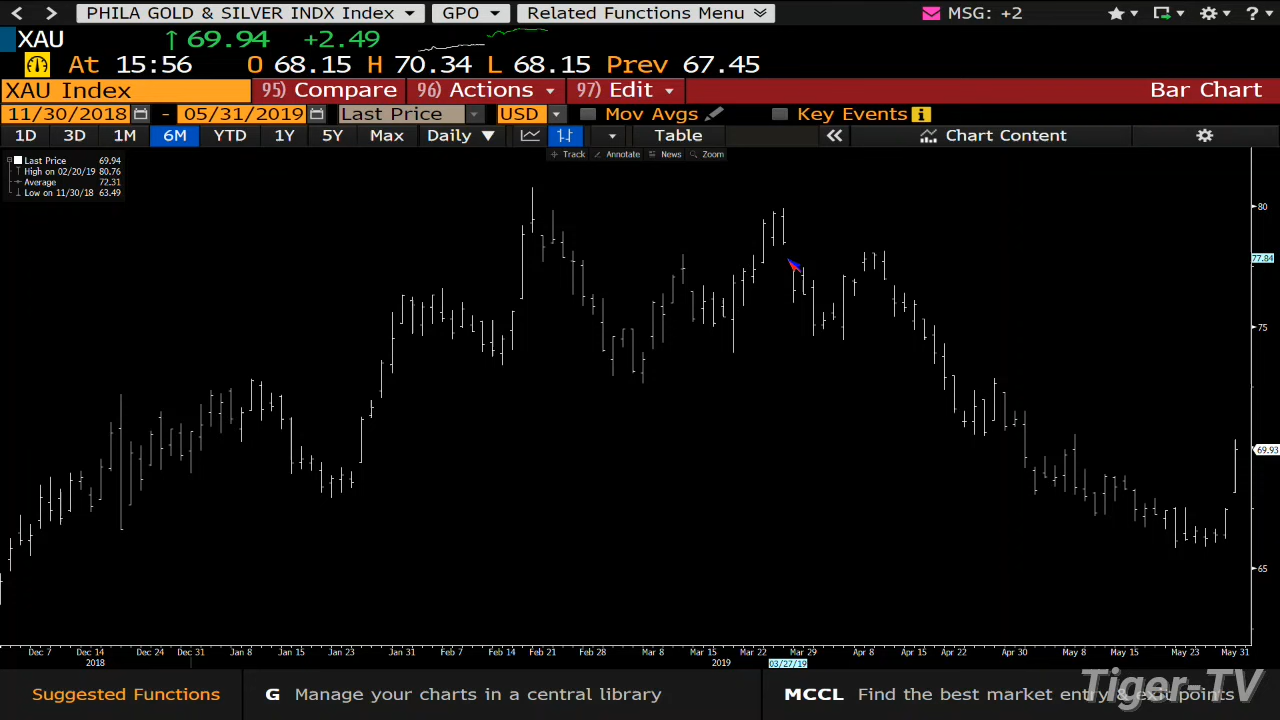 PHILA GOLD & SILVER INDX Index GPO Related Functions Menu MSG: +2 ?
XAU ↑ 69.94 +2.49
At 15:56 O 68.15 H 70.34 L 68.15 Prev 67.45
XAU Index 95) Compare 96) Actions 97) Edit Bar Chart
11/30/2018 - 05/31/2019 Last Price USD Mov Avgs Key Events i
1D 3D 1M 6M YTD 1Y 5Y Max Daily ▼ Table « Chart Content
Track Annotate News Zoom
Last Price 69.94
High on 02/20/19 80.76
Average 72.31
Low on 11/30/18 63.49
80
77.84
75
69.93
65
Dec 7 Dec 14 Dec 24 Dec 31 Jan 8 Jan 15 Jan 23 Jan 31 Feb 7 Feb 14 Feb 21 Feb 28 Mar 8 Mar 15 Mar 22 Mar 29 Apr 8 Apr 15 Apr 22 Apr 30 May 8 May 15 May 23 May 31
2018 2019 03/27/19
Suggested Functions G Manage your charts in a central library MCCL Find the best market entry & exit points
Tiger-TV